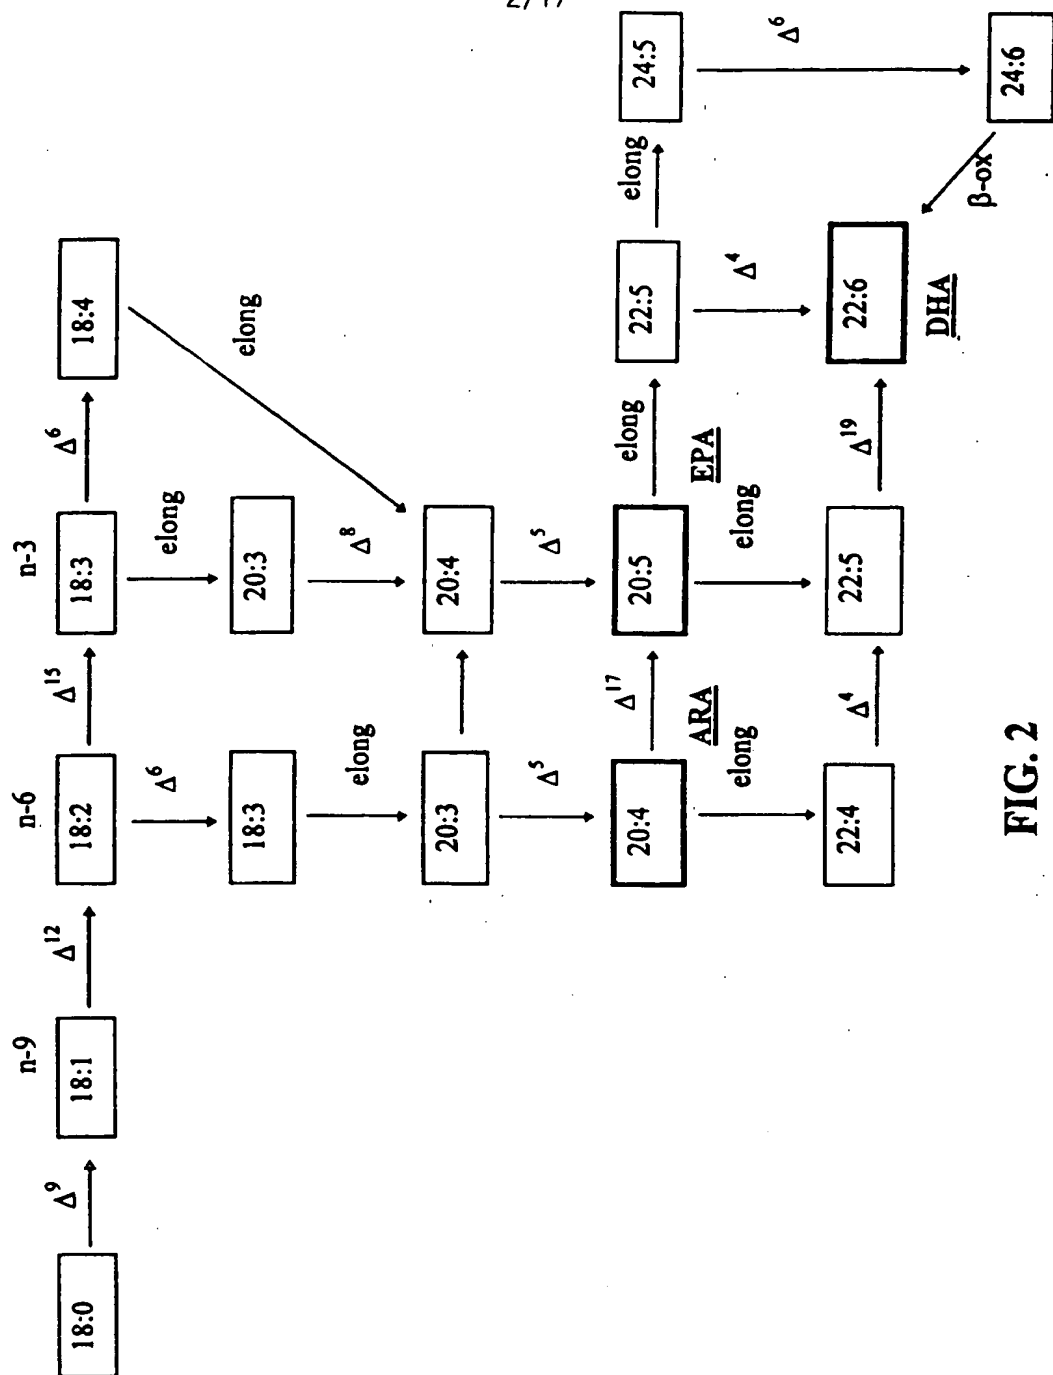 n-9
n-6
n-3
Δ⁹
Δ¹²
Δ¹⁵
Δ⁶
18:0
18:1
18:2
18:3
18:4
Δ⁶
elong
elong
18:3
20:3
elong
Δ⁸
20:3
20:4
Δ⁵
Δ⁵
Δ¹⁷
elong
elong
20:4
20:5
22:5
24:5
ARA
EPA
elong
elong
Δ⁴
Δ⁶
Δ⁴
Δ¹⁹
22:4
22:5
22:6
DHA
β-ox
24:6
FIG. 2